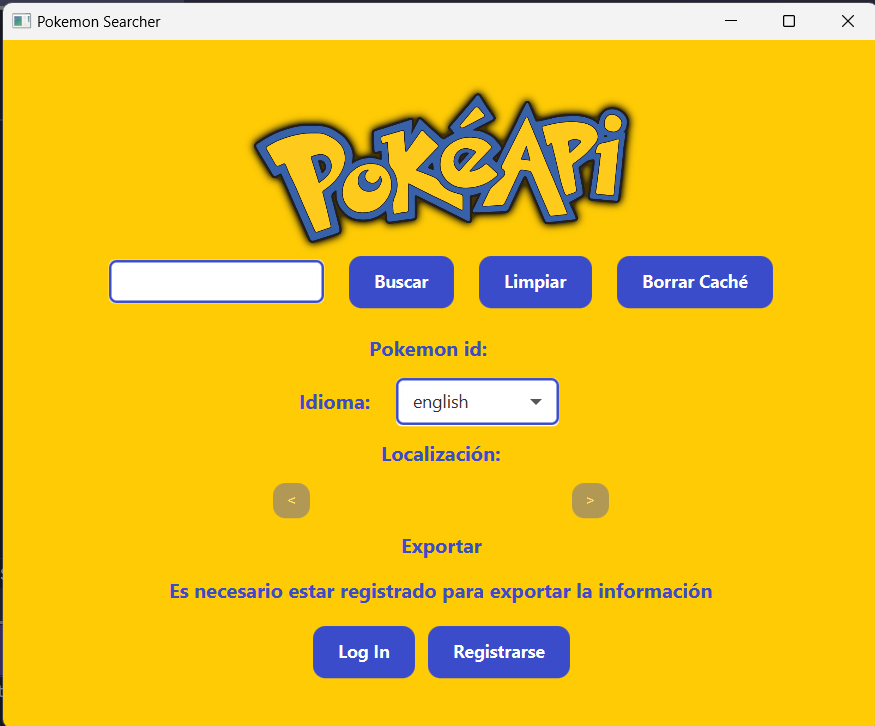 Pokemon Searcher
PokéApi
Buscar Limpiar Borrar Caché
Pokemon id:
Idioma: english
Localización:
< >
Exportar
Es necesario estar registrado para exportar la información
Log In Registrarse